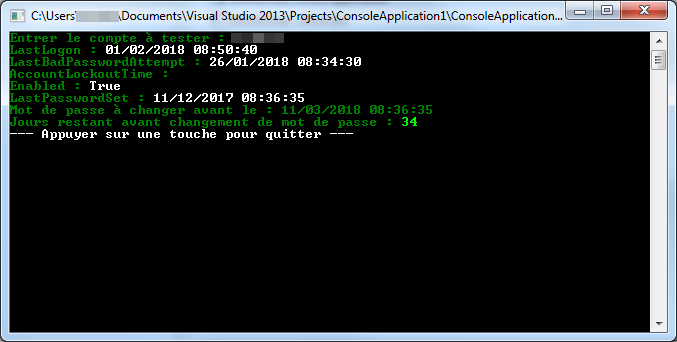 C:\Users\ \Documents\Visual Studio 2013\Projects\ConsoleApplication1\ConsoleApplication...
Entrer le compte à tester :
LastLogon : 01/02/2018 08:50:40
LastBadPasswordAttempt : 26/01/2018 08:34:30
AccountLockoutTime :
Enabled : True
LastPasswordSet : 11/12/2017 08:36:35
Mot de passe à changer avant le : 11/03/2018 08:36:35
Jours restant avant changement de mot de passe : 34
--- Appuyer sur une touche pour quitter ---